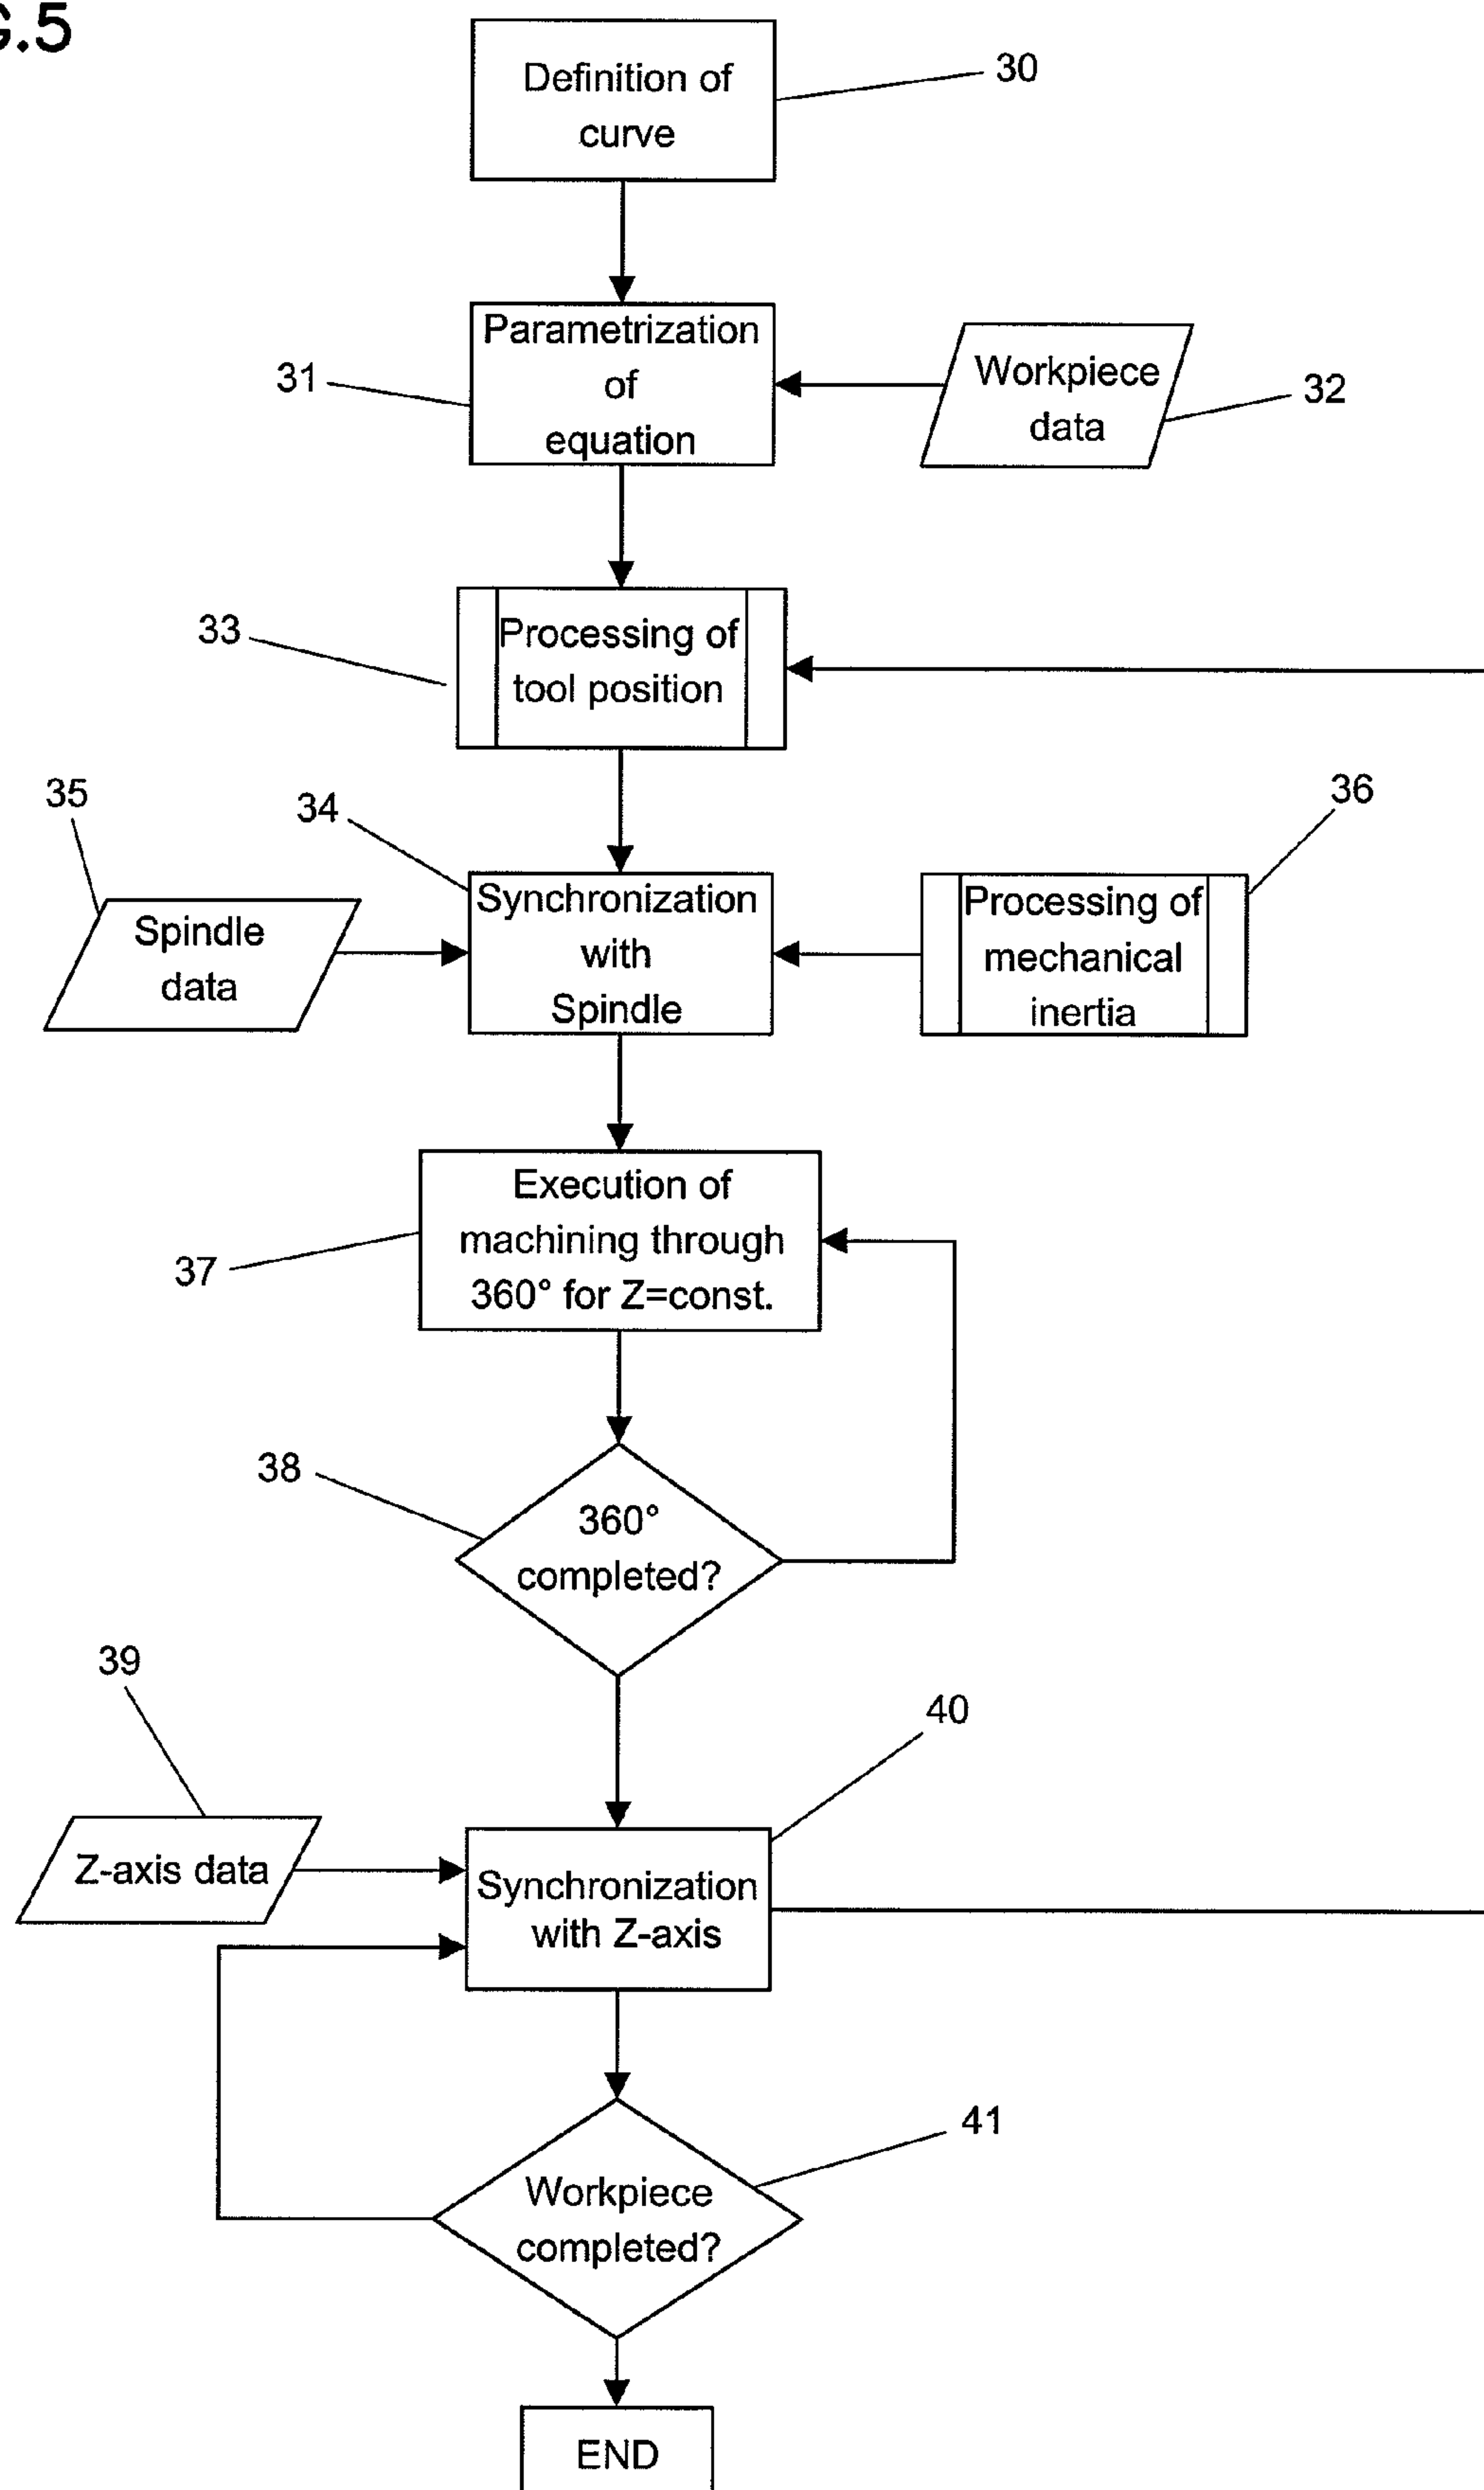 G.5
Definition of
curve
30
Parametrization
of
equation
31
Workpiece
data
32
Processing of
tool position
33
35
34
36
Spindle
data
Synchronization
with
Spindle
Processing of
mechanical
inertia
Execution of
machining through
360° for Z=const.
37
38
360°
completed?
39
40
Z-axis data
Synchronization
with Z-axis
41
Workpiece
completed?
END